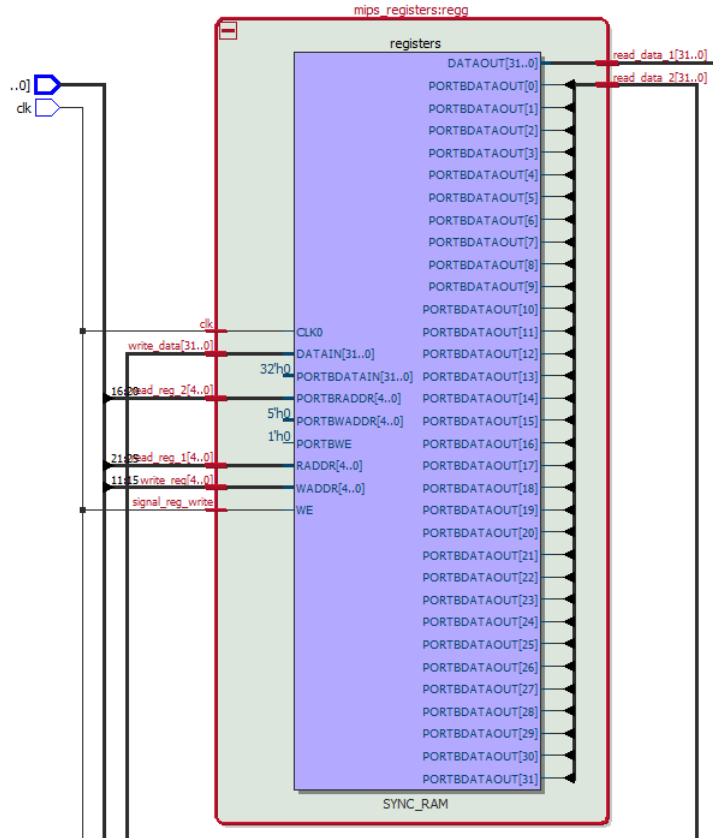 mips_registers:regg
registers
DATAOUT[31..0]
read_data_1[31..0]
PORTBDATAOUT[0]
read_data_2[31..0]
..0]
clk
PORTBDATAOUT[1]
PORTBDATAOUT[2]
PORTBDATAOUT[3]
PORTBDATAOUT[4]
PORTBDATAOUT[5]
PORTBDATAOUT[6]
PORTBDATAOUT[7]
PORTBDATAOUT[8]
PORTBDATAOUT[9]
PORTBDATAOUT[10]
clk
CLK0
PORTBDATAOUT[11]
write_data[31..0]
DATAIN[31..0]
PORTBDATAOUT[12]
32'h0
PORTBDATAIN[31..0]
PORTBDATAOUT[13]
16:20
read_reg_2[4..0]
PORTBRADDR[4..0]
PORTBDATAOUT[14]
5'h0
PORTBWADDR[4..0]
PORTBDATAOUT[15]
1'h0
PORTBWE
PORTBDATAOUT[16]
21:25
read_reg_1[4..0]
RADDR[4..0]
PORTBDATAOUT[17]
11:15
write_reg[4..0]
WADDR[4..0]
PORTBDATAOUT[18]
signal_reg_write
WE
PORTBDATAOUT[19]
PORTBDATAOUT[20]
PORTBDATAOUT[21]
PORTBDATAOUT[22]
PORTBDATAOUT[23]
PORTBDATAOUT[24]
PORTBDATAOUT[25]
PORTBDATAOUT[26]
PORTBDATAOUT[27]
PORTBDATAOUT[28]
PORTBDATAOUT[29]
PORTBDATAOUT[30]
PORTBDATAOUT[31]
SYNC_RAM